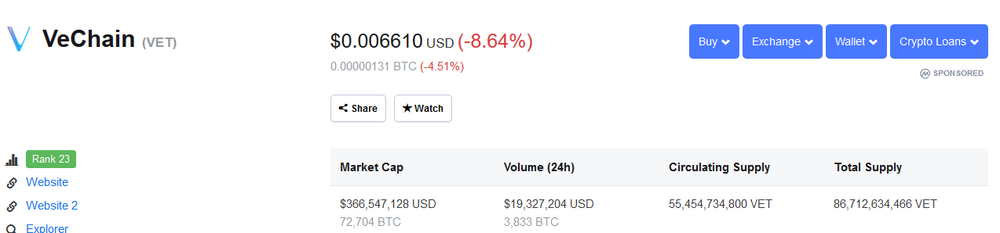 VeChain (VET)
$0.006610 USD (-8.64%)
0.00000131 BTC (-4.51%)
Buy Exchange Wallet Crypto Loans
SPONSORED
Share Watch
Rank 23
Website
Website 2
Explorer
Market Cap Volume (24h) Circulating Supply Total Supply
$366,547,128 USD $19,327,204 USD 55,454,734,800 VET 86,712,634,466 VET
72,704 BTC 3,833 BTC